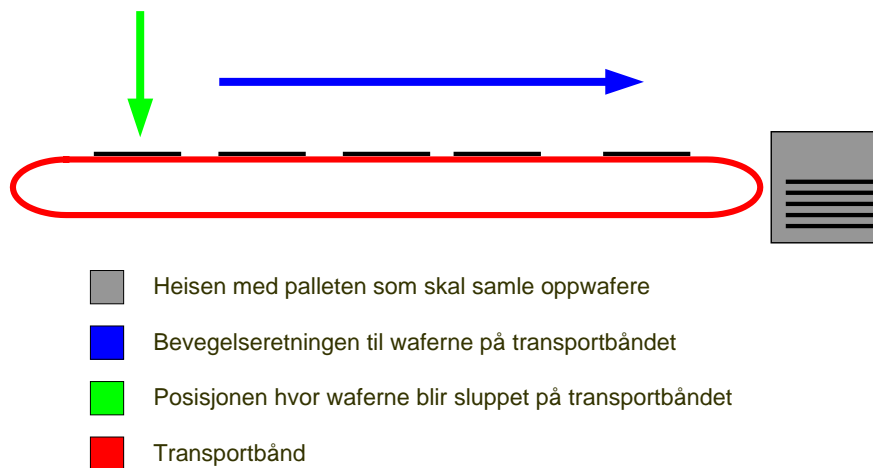 Heisen med palleten som skal samle oppwafere
Bevegelseretningen til waferne på transportbåndet
Posisjonen hvor waferne blir sluppet på transportbåndet
Transportbånd